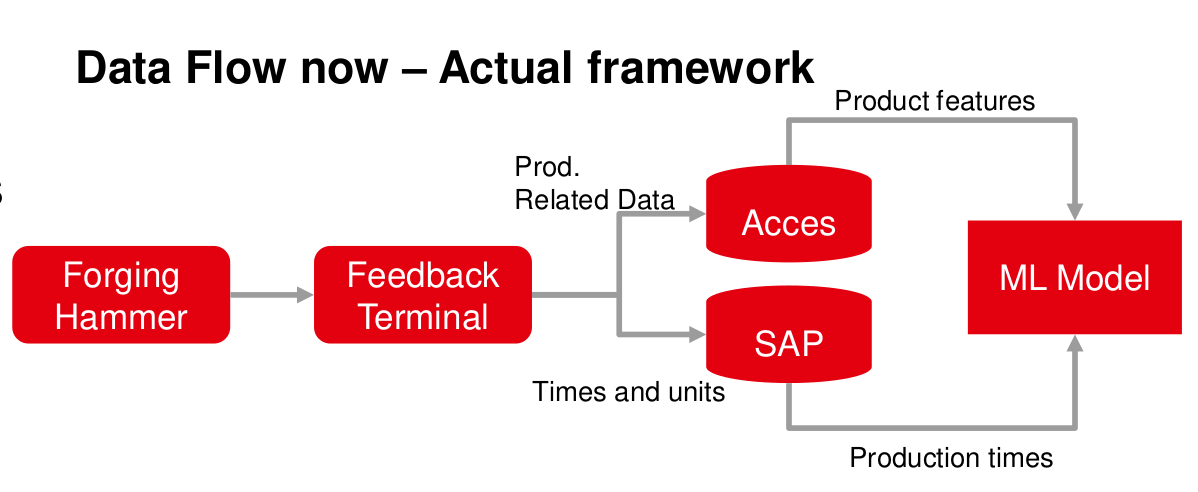 Data Flow now – Actual framework
Product features
Prod.
Related Data
s
Acces
Forging
Hammer
Feedback
Terminal
ML Model
SAP
Times and units
Production times